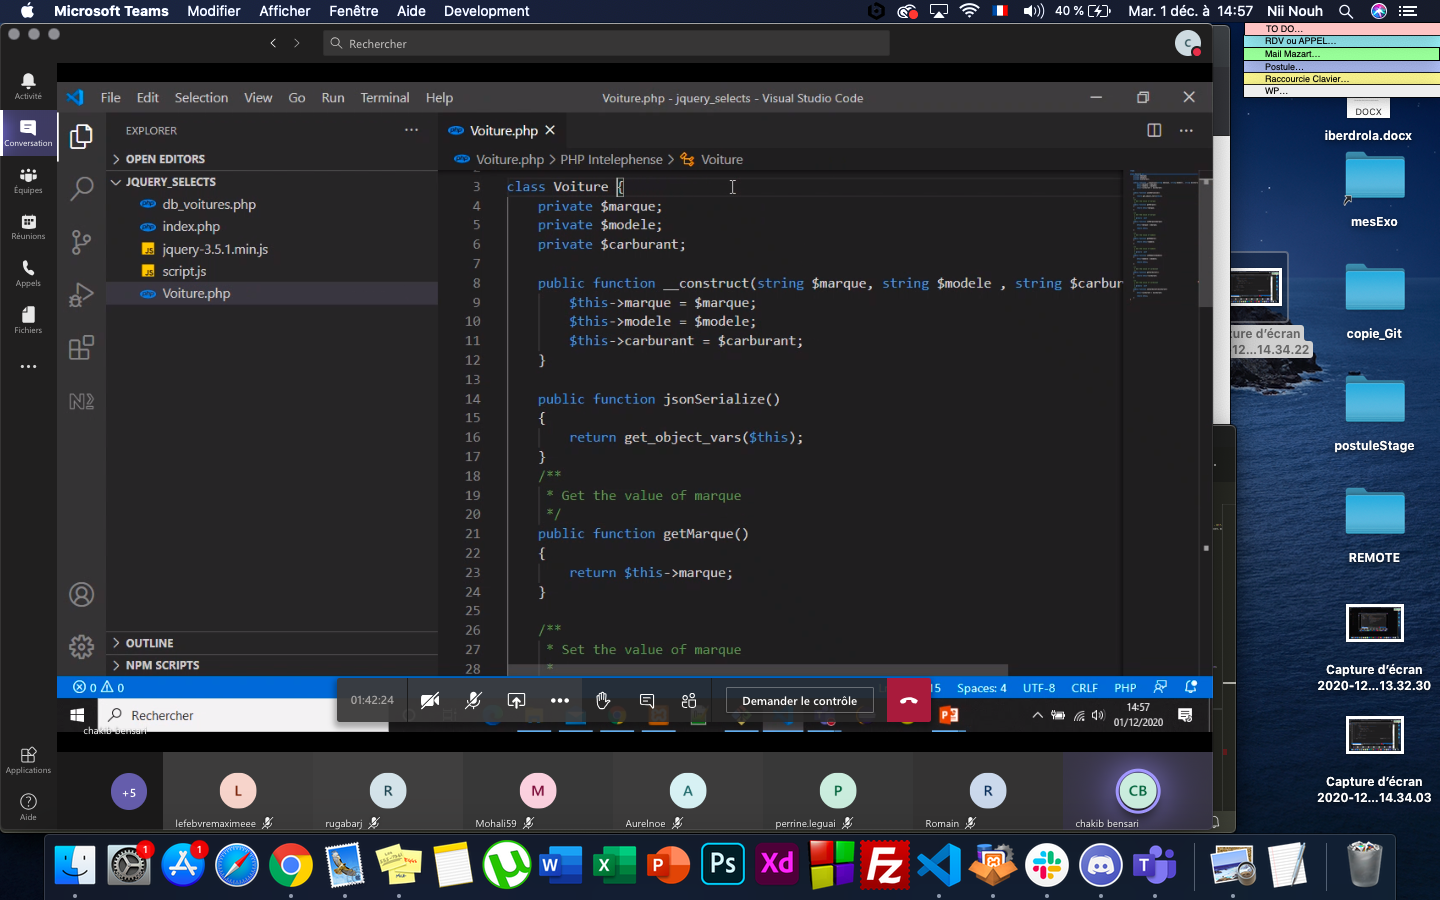 Microsoft Teams Modifier Afficher Fenêtre Aide Development 40 % Mar. 1 déc. à 14:57 Nii Nouh
TO DO...
RDV ou APPEL...
Mail Mazart...
Postule...
Raccourcie Clavier...
WP...
Rechercher
C
Activité
Conversation
Équipes
Réunions
Appels
Fichiers
Applications
Aide
File Edit Selection View Go Run Terminal Help
Voiture.php - jquery_selects - Visual Studio Code
EXPLORER
OPEN EDITORS
JQUERY_SELECTS
db_voitures.php
index.php
JS jquery-3.5.1.min.js
JS script.js
Voiture.php
OUTLINE
NPM SCRIPTS
Voiture.php
Voiture.php > PHP Intelephense > Voiture
3 class Voiture {
4 private $marque;
5 private $modele;
6 private $carburant;
7
8 public function __construct(string $marque, string $modele , string $carbur
9 $this->marque = $marque;
10 $this->modele = $modele;
11 $this->carburant = $carburant;
12 }
13
14 public function jsonSerialize()
15 {
16 return get_object_vars($this);
17 }
18 /**
19 * Get the value of marque
20 */
21 public function getMarque()
22 {
23 return $this->marque;
24 }
25
26 /**
27 * Set the value of marque
28 *
0 0
15 Spaces: 4 UTF-8 CRLF PHP
01:42:24
Demander le contrôle
Rechercher
14:57
01/12/2020
chakib bensari
+5
L
lefebvremaximeee
R
rugabarj
M
Mohali59
A
Aurelnoe
P
perrine.leguai
R
Romain
CB
chakib bensari
DOCX
iberdrola.docx
mesExo
ture d'écran
12...14.34.22
copie_Git
postuleStage
REMOTE
Capture d'écran
2020-12...13.32.30
Capture d'écran
2020-12...14.34.03
1
1
W
X
P
Ps
Xd
Fz
T